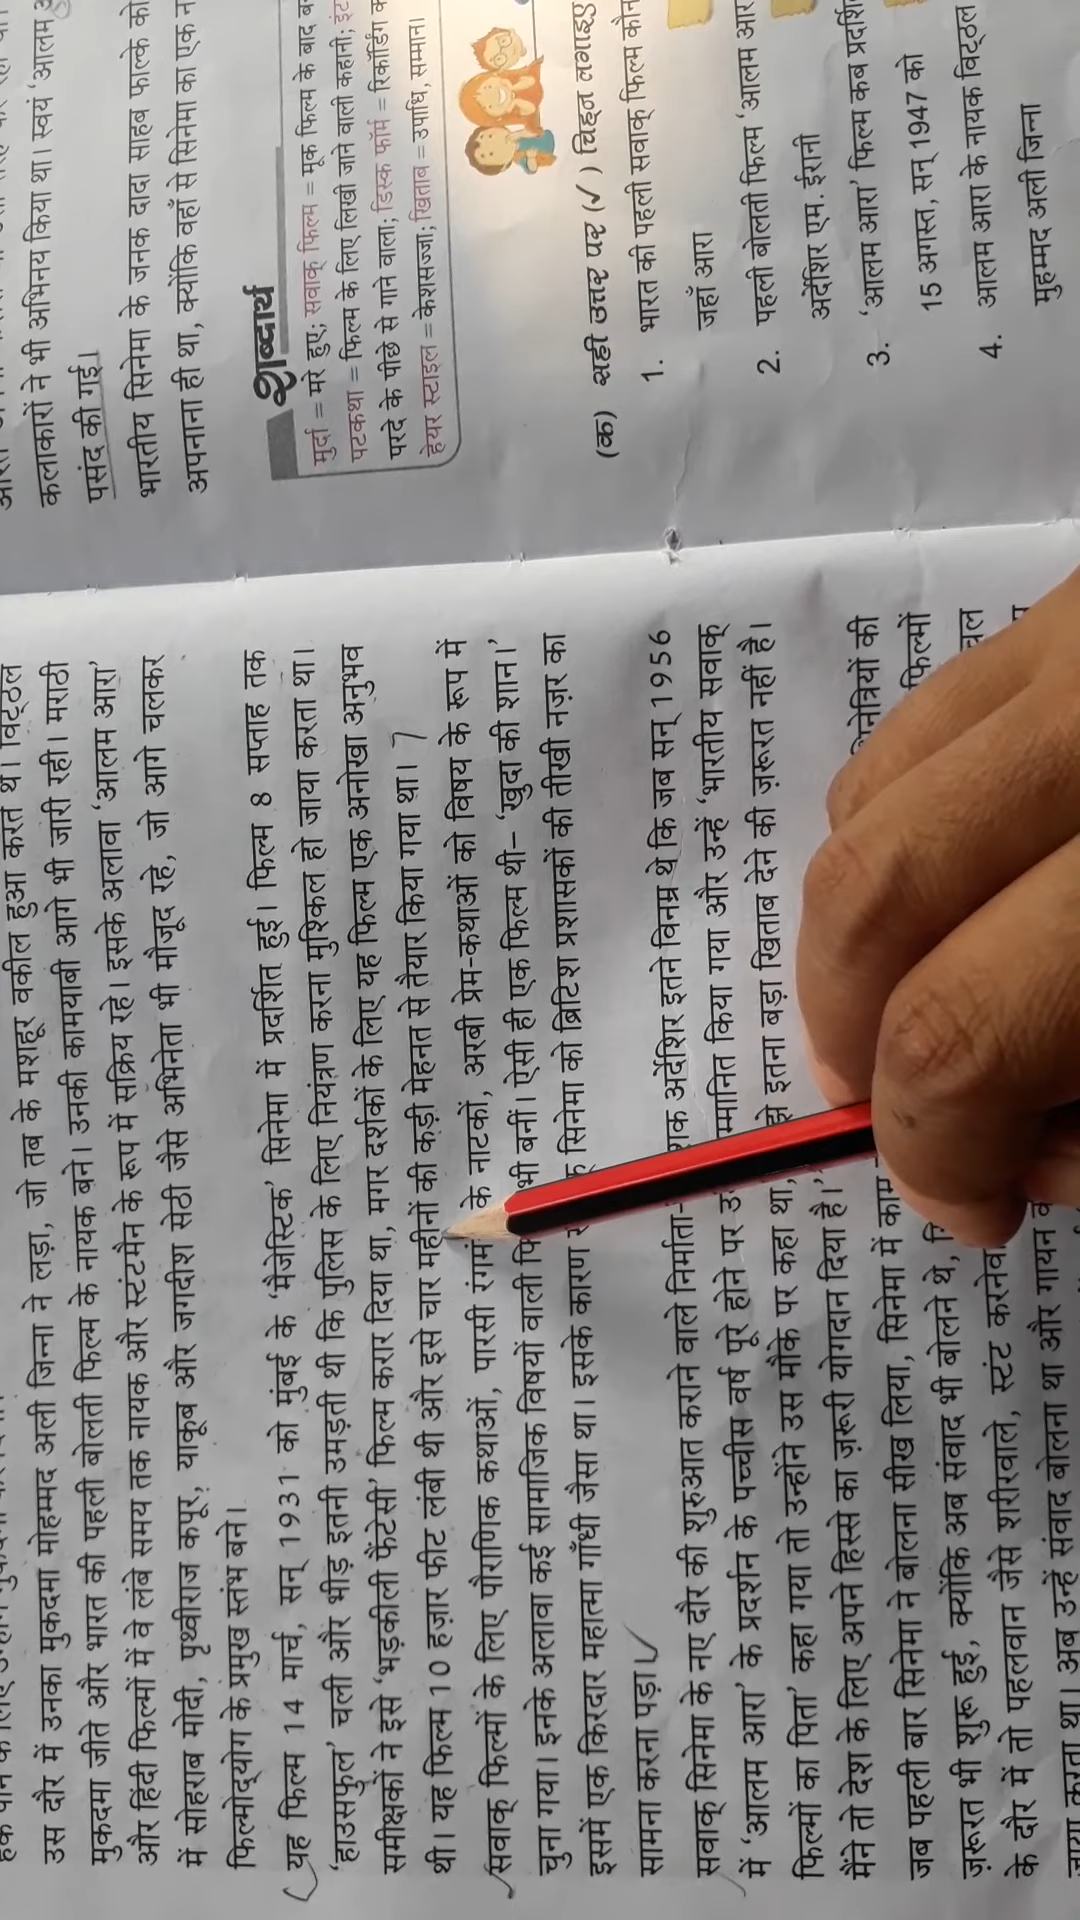 उस दौर में उनका मुकदमा मोहम्मद अली जिन्ना ने लड़ा, जो तब के मशहूर वकील हुआ करते थे। विट्ठल
मुकदमा जीते और भारत की पहली बोलती फिल्म के नायक बने। उनकी कामयाबी आगे भी जारी रही। मराठी
और हिंदी फिल्मों में वे लंबे समय तक नायक और स्टंटमैन के रूप में सक्रिय रहे। इसके अलावा 'आलम आरा'
में सोहराब मोदी, पृथ्वीराज कपूर, याकूब और जगदीश सेठी जैसे अभिनेता भी मौजूद रहे, जो आगे चलकर
फिल्मोद्योग के प्रमुख स्तंभ बने।
यह फिल्म 14 मार्च, सन् 1931 को मुंबई के 'मैजेस्टिक' सिनेमा में प्रदर्शित हुई। फिल्म 8 सप्ताह तक
'हाउसफुल' चली और भीड़ इतनी उमड़ती थी कि पुलिस के लिए नियंत्रण करना मुश्किल हो जाया करता था।
समीक्षकों ने इसे 'भड़कीली फैंटेसी' फिल्म करार दिया था, मगर दर्शकों के लिए यह फिल्म एक अनोखा अनुभव
थी। यह फिल्म 10 हज़ार फीट लंबी थी और इसे चार महीनों की कड़ी मेहनत से तैयार किया गया था।
सवाक् फिल्मों के लिए पौराणिक कथाओं, पारसी के नाटकों, अरबी प्रेम-कथाओं को विषय के रूप में
चुना गया। इनके अलावा कई सामाजिक विषयों वाली भी बनीं। ऐसी ही एक फिल्म थी– 'खुदा की शान।'
इसमें एक किरदार महात्मा गाँधी जैसा था। इसके कारण सिनेमा को ब्रिटिश प्रशासकों की तीखी नज़र का
सामना करना पड़ा।
सवाक् सिनेमा के नए दौर की शुरुआत कराने वाले निर्माता- अर्देशिर इतने विनम्र थे कि जब सन् 1956
में 'आलम आरा' के प्रदर्शन के पच्चीस वर्ष पूरे होने पर किया गया और उन्हें 'भारतीय सवाक्
फिल्मों का पिता' कहा गया तो उन्होंने उस मौके पर कहा था, इतना बड़ा खिताब देने की ज़रूरत नहीं है।
मैंने तो देश के लिए अपने हिस्से का ज़रूरी योगदान दिया है।'
जब पहली बार सिनेमा ने बोलना सीख लिया, सिनेमा में काम
ज़रूरत भी शुरू हुई, क्योंकि अब संवाद भी बोलने थे,
के दौर में तो पहलवान जैसे शरीरवाले, स्टंट
था। अब उन्हें संवाद बोलना था और गायन
कलाकारों ने भी अभिनय किया था। स्वयं 'आलम
पसंद की गई।
भारतीय सिनेमा के जनक दादा साहब फाल्के को
अपनाना ही था, क्योंकि वहाँ से सिनेमा का एक
शब्दार्थ
मुर्दा = मरे हुए; सवाक् फिल्म = मूक फिल्म के बाद
पटकथा = फिल्म के लिए लिखी जाने वाली कहानी;
परदे के पीछे से गाने वाला; डिस्क फॉर्म = रिकॉर्डिंग
हेयर स्टाइल = केशसज्जा; खिताब = उपाधि, सम्मान।
(क) सही उत्तर पर (✓) चिह्न लगाइए
1. भारत की पहली सवाक् फिल्म
जहाँ आरा
2. पहली बोलती फिल्म 'आलम
अर्देशिर एम. ईरानी
3. 'आलम आरा' फिल्म कब
15 अगस्त, सन् 1947 को
4. आलम आरा के नायक विट्ठल
मुहम्मद अली जिन्ना